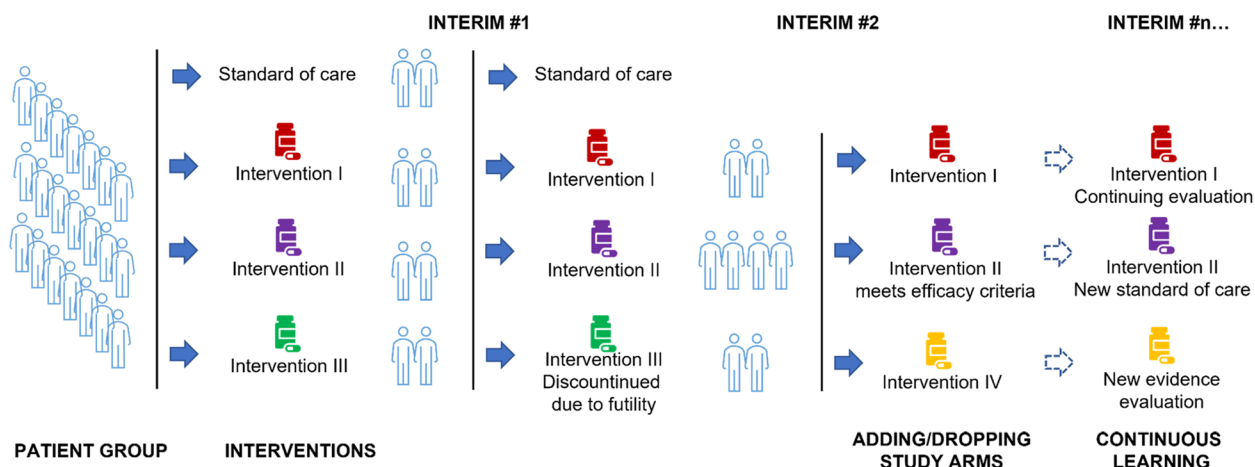 INTERIM #1
INTERIM #2
INTERIM #n...
Standard of care
Standard of care
Intervention I
Intervention I
Intervention I
Intervention I
Continuing evaluation
Intervention II
Intervention II
Intervention II
meets efficacy criteria
Intervention II
New standard of care
Intervention III
Intervention III
Discountinued
due to futility
Intervention IV
New evidence
evaluation
PATIENT GROUP
INTERVENTIONS
ADDING/DROPPING
STUDY ARMS
CONTINUOUS
LEARNING